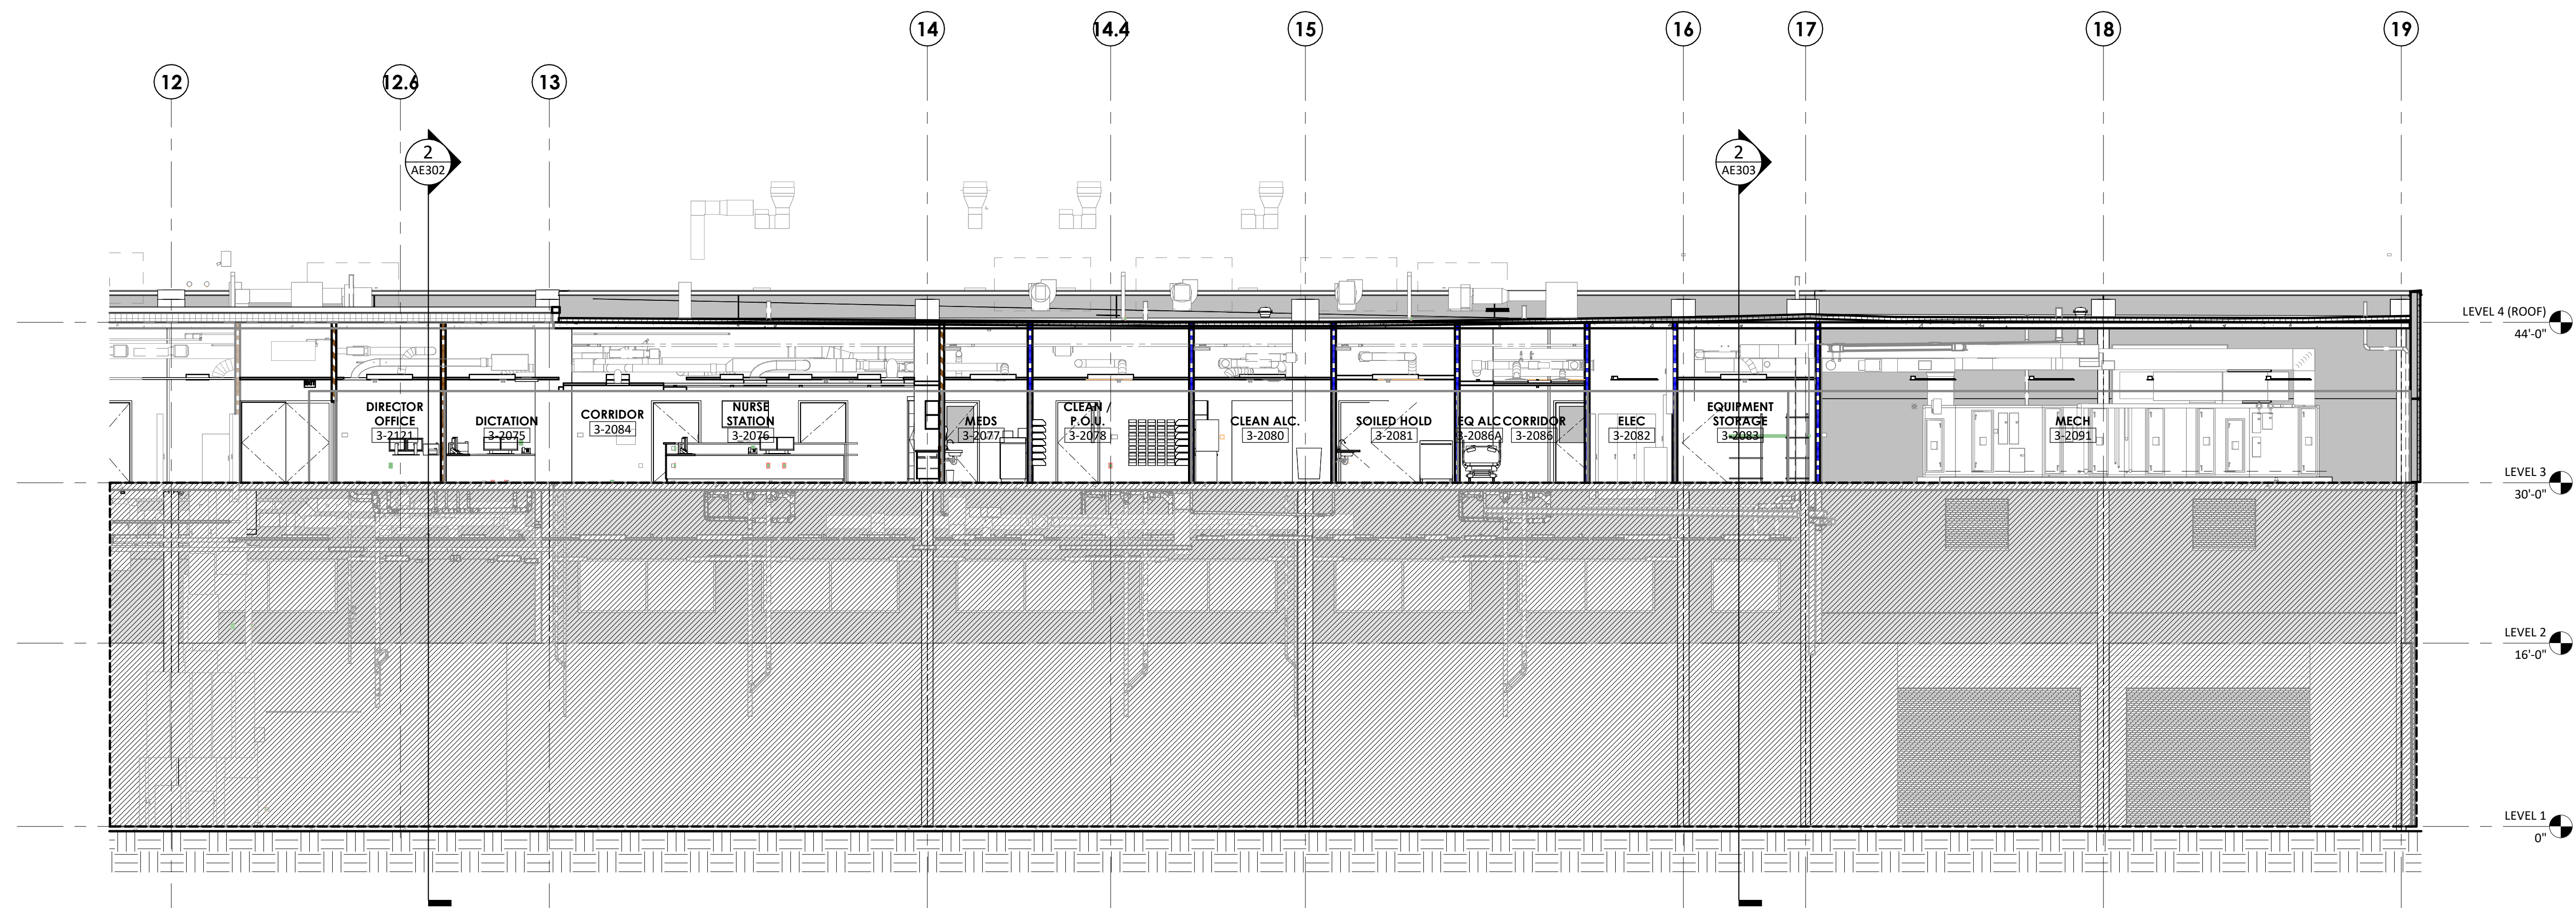 12
12.6
13
14
14.4
15
16
17
18
19
2
AE302
2
AE303
LEVEL 4 (ROOF)
44'-0"
DIRECTOR
OFFICE
3-2121
DICTATION
3-2075
CORRIDOR
3-2084
NURSE
STATION
3-2076
MEDS
3-2077
CLEAN /
P.O.U.
3-2078
CLEAN ALC.
3-2080
SOILED HOLD
3-2081
EQ ALC
3-2086A
CORRIDOR
3-2086
ELEC
3-2082
EQUIPMENT
STORAGE
3-2083
MECH
3-2091
LEVEL 3
30'-0"
LEVEL 2
16'-0"
LEVEL 1
0"